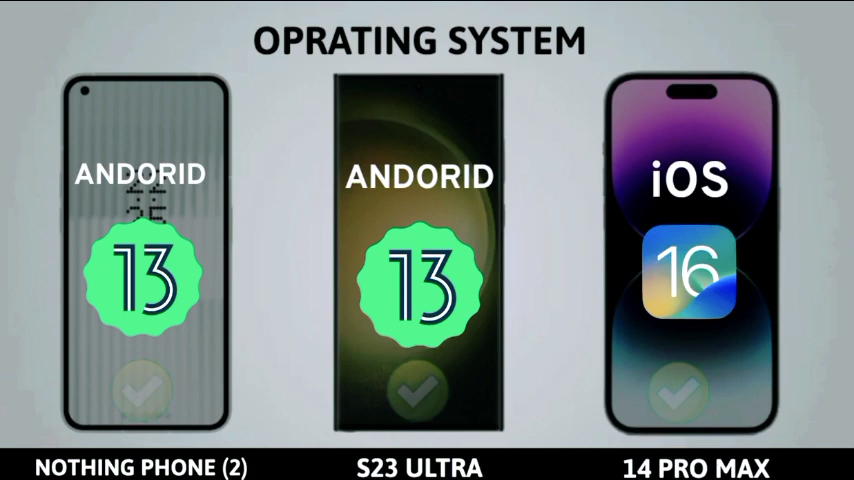 OPRATING SYSTEM
ANDORID
ANDORID
iOS
13
13
16
NOTHING PHONE (2)
S23 ULTRA
14 PRO MAX